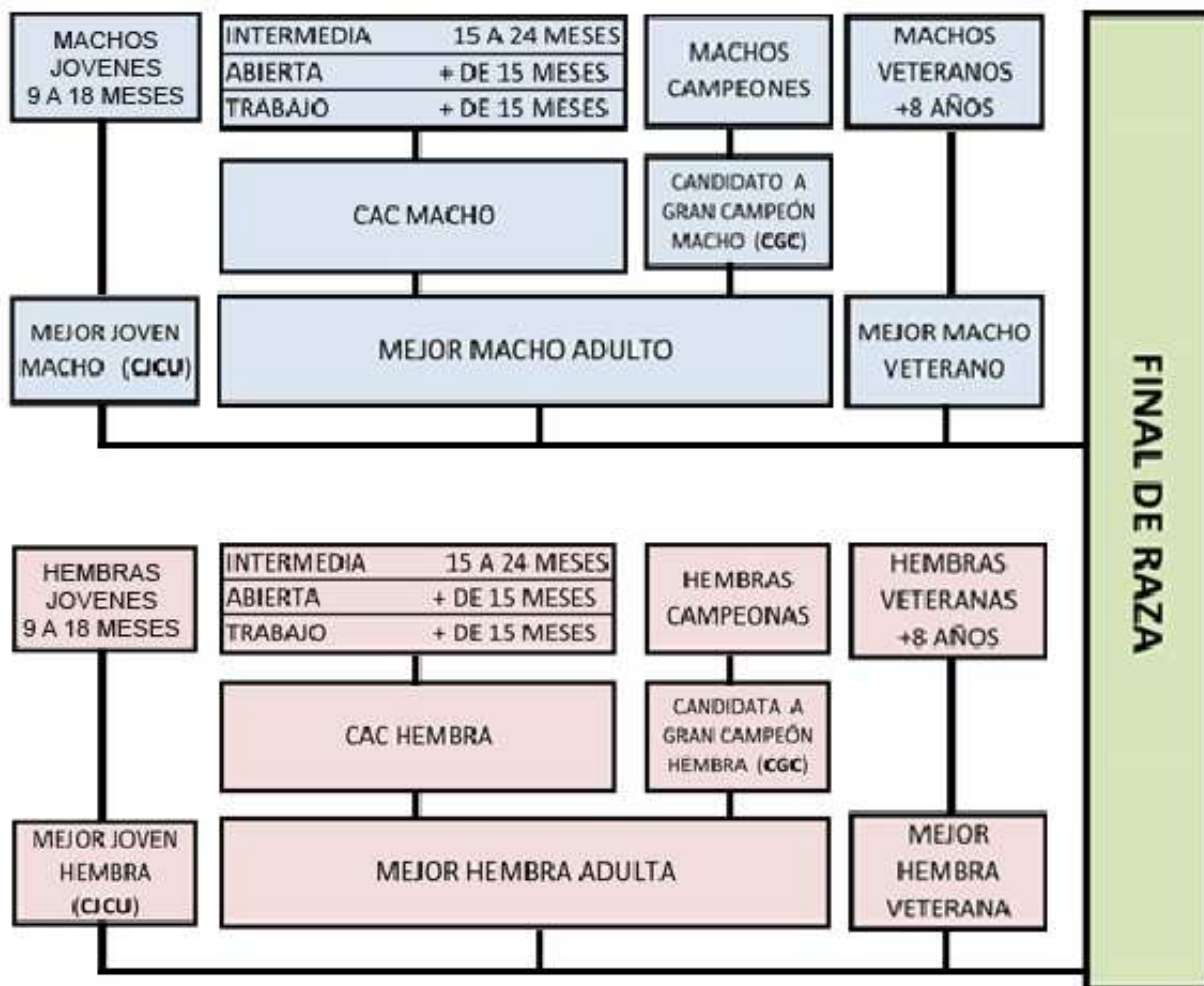 MACHOS
JOVENES
9 A 18 MESES
INTERMEDIA 15 A 24 MESES
ABIERTA + DE 15 MESES
TRABAJO + DE 15 MESES
MACHOS
CAMPEONES
MACHOS
VETERANOS
+8 AÑOS
CAC MACHO
CANDIDATO A
GRAN CAMPEÓN
MACHO (CGC)
MEJOR JOVEN
MACHO (CJCU)
MEJOR MACHO ADULTO
MEJOR MACHO
VETERANO
FINAL DE RAZA
HEMBRAS
JOVENES
9 A 18 MESES
INTERMEDIA 15 A 24 MESES
ABIERTA + DE 15 MESES
TRABAJO + DE 15 MESES
HEMBRAS
CAMPEONAS
HEMBRAS
VETERANAS
+8 AÑOS
CAC HEMBRA
CANDIDATA A
GRAN CAMPEÓN
HEMBRA (CGC)
MEJOR JOVEN
HEMBRA
(CJCU)
MEJOR HEMBRA ADULTA
MEJOR
HEMBRA
VETERANA